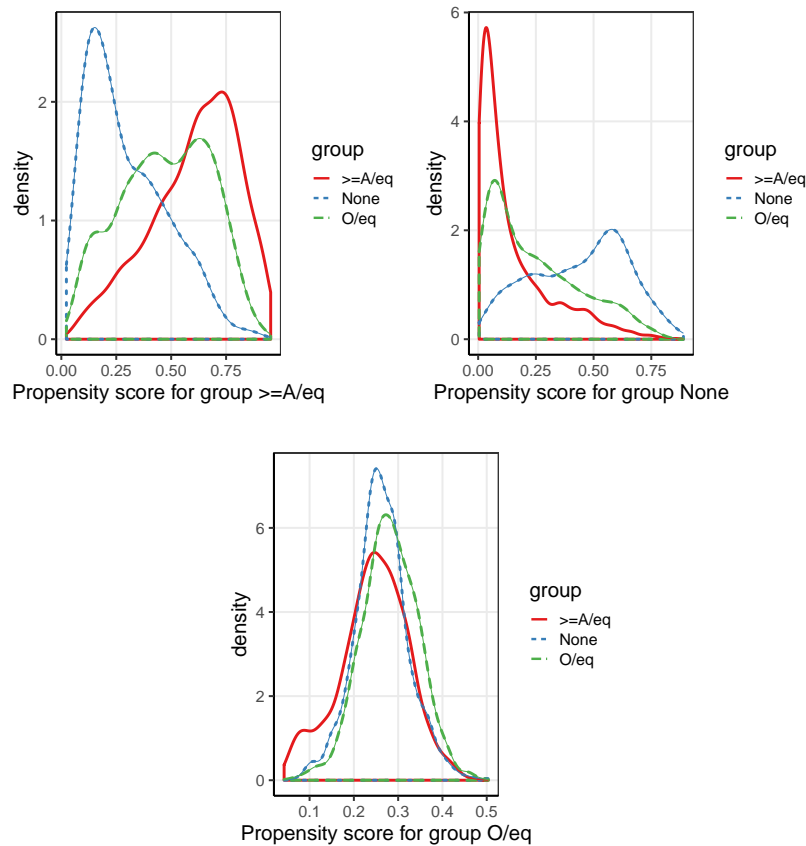 density
2
1
0
0.00 0.25 0.50 0.75
Propensity score for group >=A/eq
group
>=A/eq
None
O/eq
density
6
4
2
0
0.00 0.25 0.50 0.75
Propensity score for group None
group
>=A/eq
None
O/eq
density
6
4
2
0
0.1 0.2 0.3 0.4 0.5
Propensity score for group O/eq
group
>=A/eq
None
O/eq